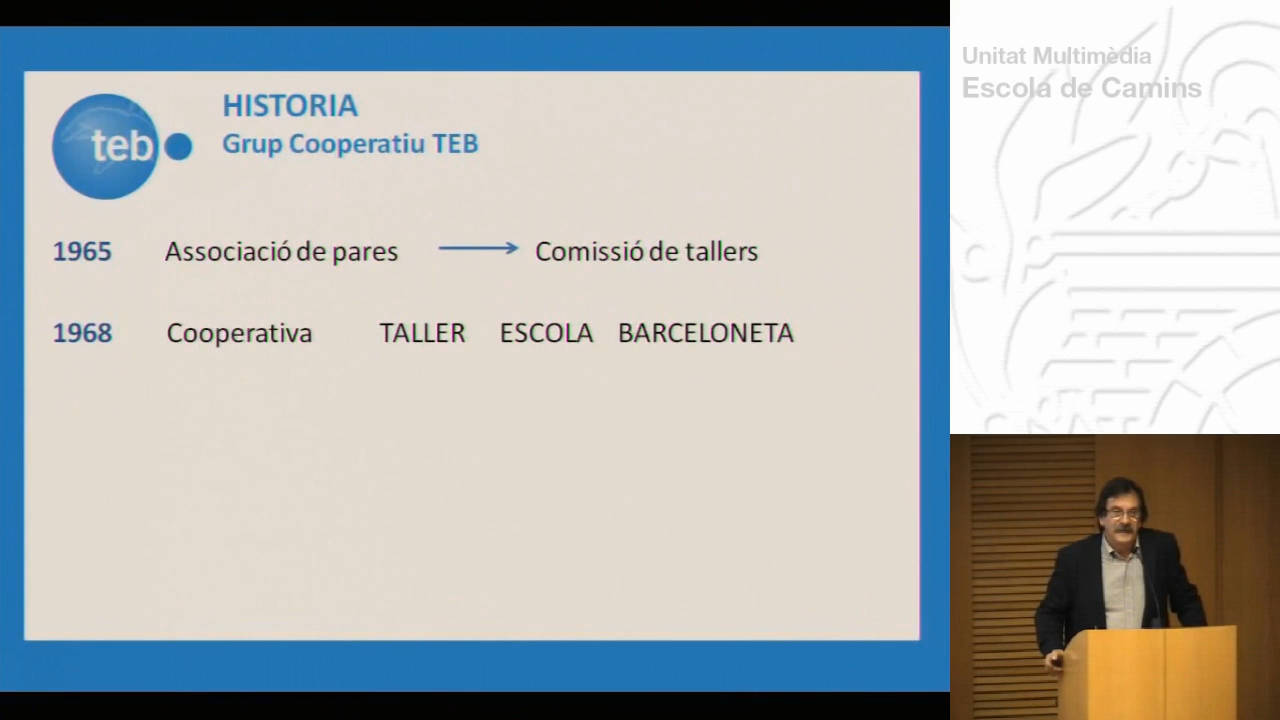 teb
HISTORIA
Grup Cooperatiu TEB
1965 Associació de pares Comissió de tallers
1968 Cooperativa TALLER ESCOLA BARCELONETA
Unitat Multimèdia
Escola de Camins